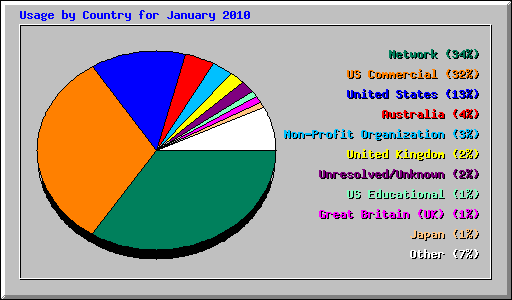 Usage by Country for January 2010
Network (34%)
US Commercial (32%)
United States (13%)
Australia (4%)
Non-Profit Organization (3%)
United Kingdom (2%)
Unresolved/Unknown (2%)
US Educational (1%)
Great Britain (UK) (1%)
Japan (1%)
Other (7%)